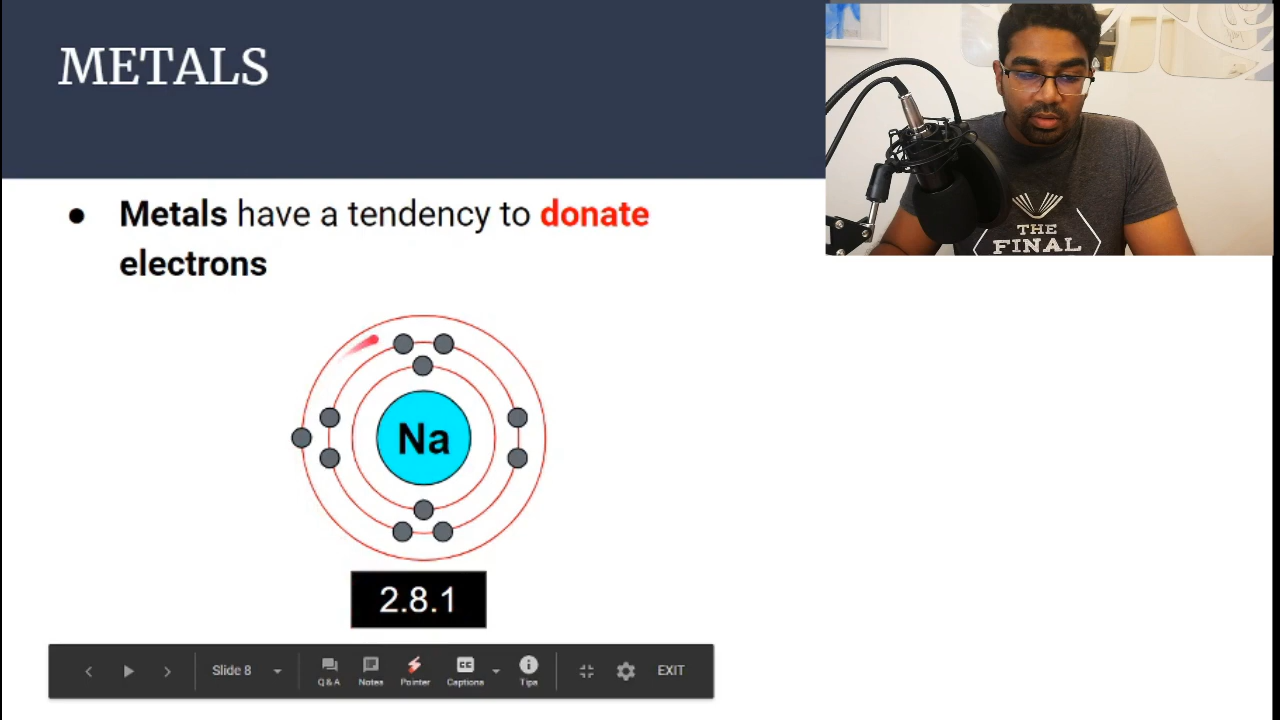 METALS
THE
FINAL
● Metals have a tendency to donate
electrons
Na
2.8.1
Slide 8
Q&A
Notes
Pointer
CC
Captions
Tips
EXIT